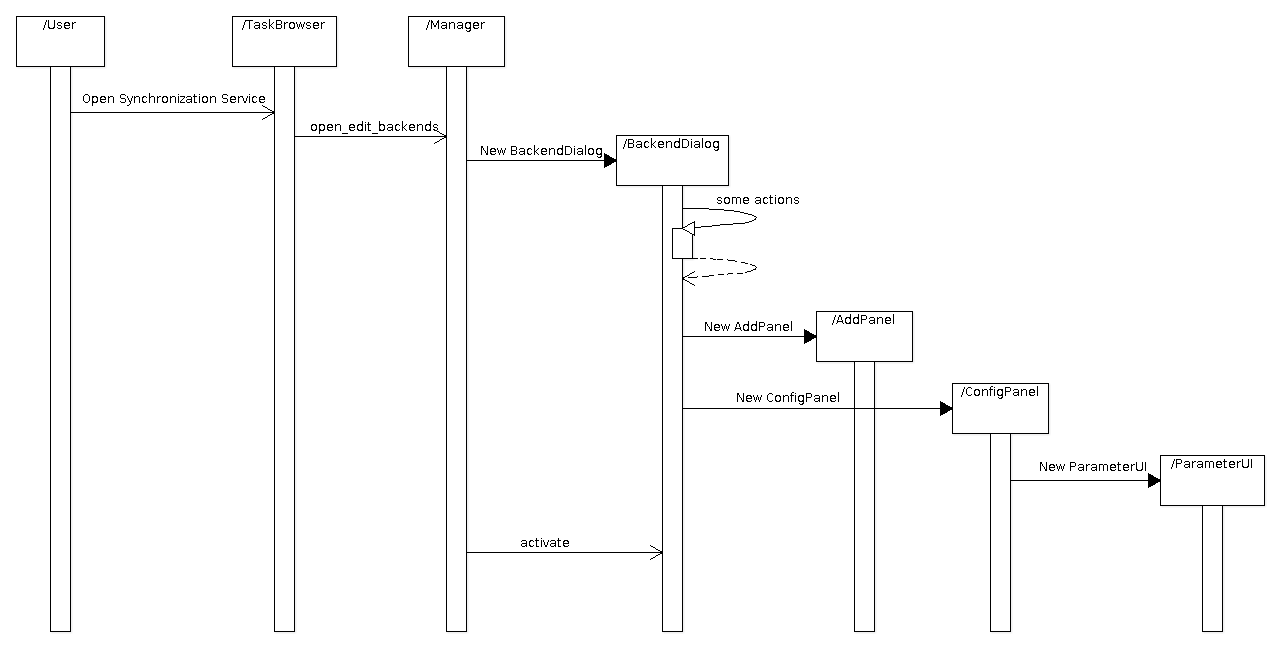 /User
/TaskBrowser
/Manager
Open Synchronization Service
open_edit_backends
New BackendDialog
/BackendDialog
some actions
New AddPanel
/AddPanel
New ConfigPanel
/ConfigPanel
New ParameterUI
/ParameterUI
activate